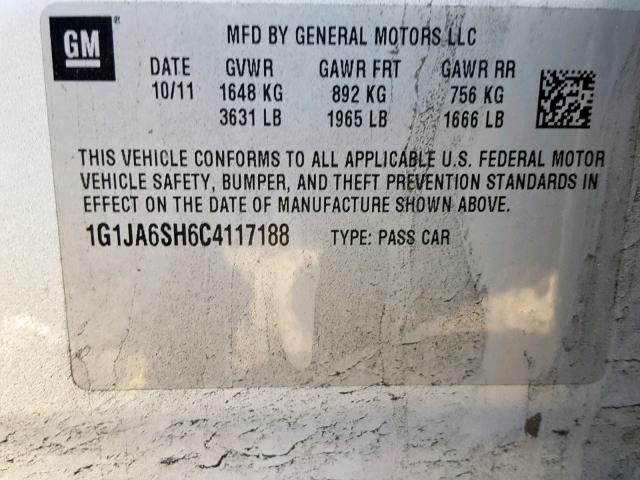 GM
MFD BY GENERAL MOTORS LLC
DATE GVWR GAWR FRT GAWR RR
10/11 1648 KG 892 KG 756 KG
3631 LB 1965 LB 1666 LB
THIS VEHICLE CONFORMS TO ALL APPLICABLE U.S. FEDERAL MOTOR
VEHICLE SAFETY, BUMPER, AND THEFT PREVENTION STANDARDS IN
EFFECT ON THE DATE OF MANUFACTURE SHOWN ABOVE.
1G1JA6SH6C4117188 TYPE: PASS CAR